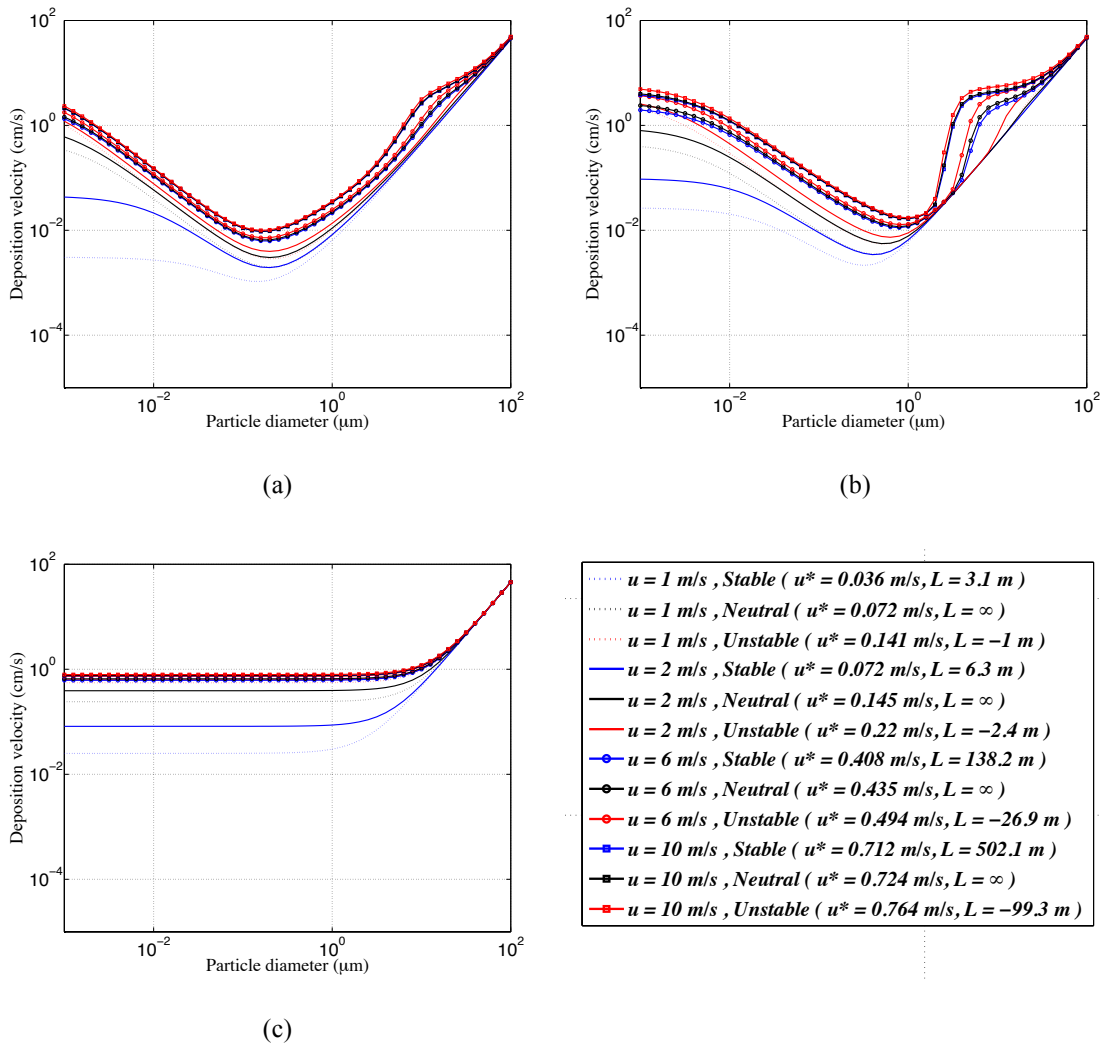 10^2
10^0
10^-2
10^-4
Deposition velocity (cm/s)
10^-2
10^0
10^2
Particle diameter (μm)
(a)
10^2
10^0
10^-2
10^-4
Deposition velocity (cm/s)
10^-2
10^0
10^2
Particle diameter (μm)
(b)
10^2
10^0
10^-2
10^-4
Deposition velocity (cm/s)
10^-2
10^0
10^2
Particle diameter (μm)
(c)
u = 1 m/s , Stable ( u* = 0.036 m/s, L = 3.1 m )
u = 1 m/s , Neutral ( u* = 0.072 m/s, L = ∞ )
u = 1 m/s , Unstable ( u* = 0.141 m/s, L = −1 m )
u = 2 m/s , Stable ( u* = 0.072 m/s, L = 6.3 m )
u = 2 m/s , Neutral ( u* = 0.145 m/s, L = ∞ )
u = 2 m/s , Unstable ( u* = 0.22 m/s, L = −2.4 m )
u = 6 m/s , Stable ( u* = 0.408 m/s, L = 138.2 m )
u = 6 m/s , Neutral ( u* = 0.435 m/s, L = ∞ )
u = 6 m/s , Unstable ( u* = 0.494 m/s, L = −26.9 m )
u = 10 m/s , Stable ( u* = 0.712 m/s, L = 502.1 m )
u = 10 m/s , Neutral ( u* = 0.724 m/s, L = ∞ )
u = 10 m/s , Unstable ( u* = 0.764 m/s, L = −99.3 m )